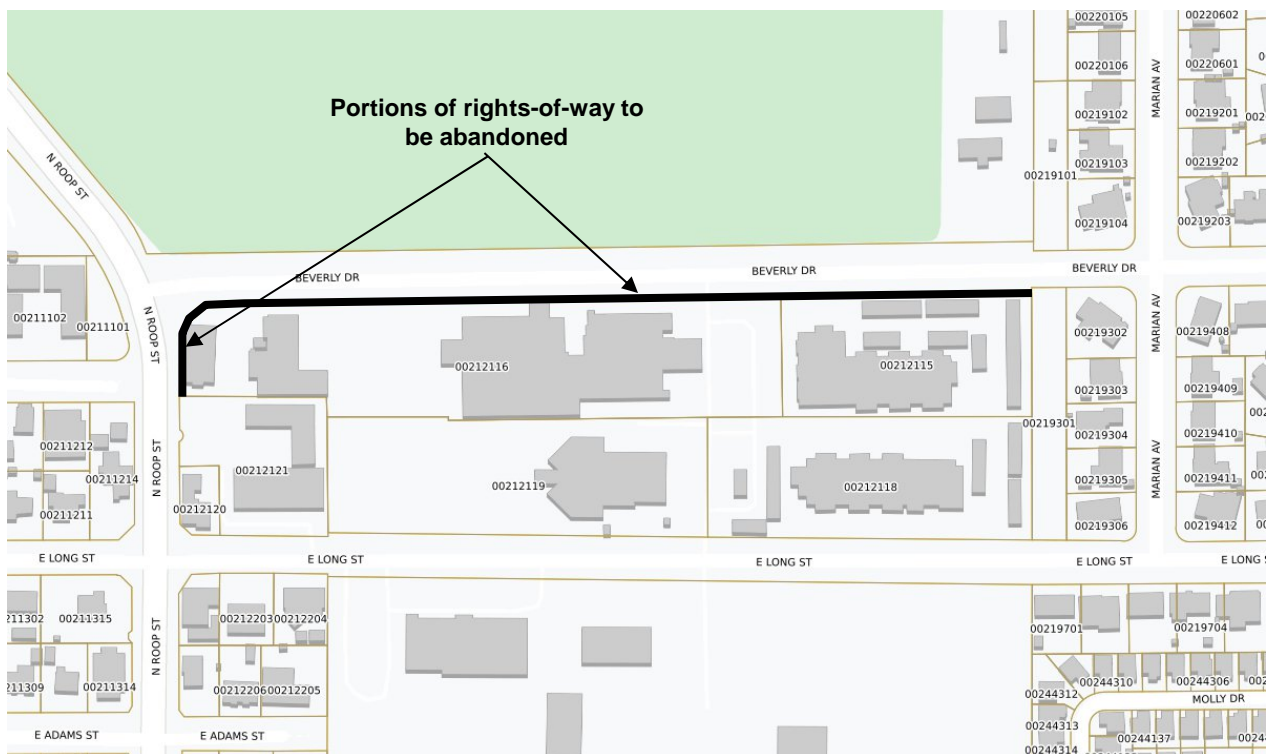 00220105
00220602
00220106
00220601
MARIAN AV
Portions of rights-of-way to
be abandoned
00219102
00219201
N ROOP ST
00219103
00219202
00219101
00219104
00219203
BEVERLY DR
BEVERLY DR
BEVERLY DR
00211102
00211101
N ROOP ST
00219302
MARIAN AV
00219408
00212116
00212115
00219303
00219409
00219301
00219304
00219410
00211212
00211214
N ROOP ST
00212121
00219305
MARIAN AV
00219411
00212119
00212118
00211211
00212120
00219306
00219412
E LONG ST
E LONG ST
E LONG ST
E LONG ST
E LONG S
211302
00211315
00212203
00212204
00219701
00219704
N ROOP ST
211309
00211314
00212206
00212205
00244312
00244310
00244306
MOLLY DR
00244313
E ADAMS ST
E ADAMS ST
00244137
00244314